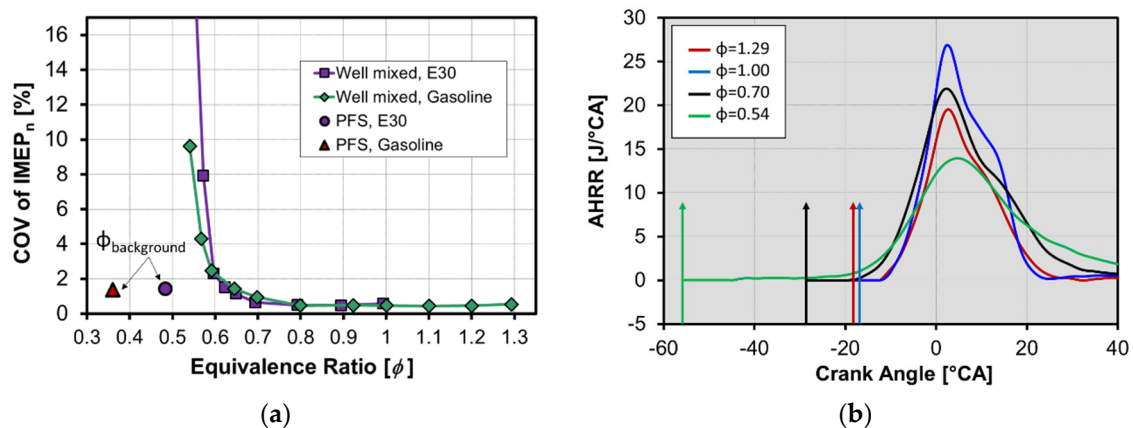 COV of IMEPn [%]
16
14
12
10
8
6
4
2
0
0.3 0.4 0.5 0.6 0.7 0.8 0.9 1.0 1.1 1.2 1.3
Equivalence Ratio [ϕ]
Well mixed, E30
Well mixed, Gasoline
PFS, E30
PFS, Gasoline
ϕbackground
(a)
AHRR [J/°CA]
30
25
20
15
10
5
0
-5
-60 -40 -20 0 20 40
Crank Angle [°CA]
ϕ=1.29
ϕ=1.00
ϕ=0.70
ϕ=0.54
(b)